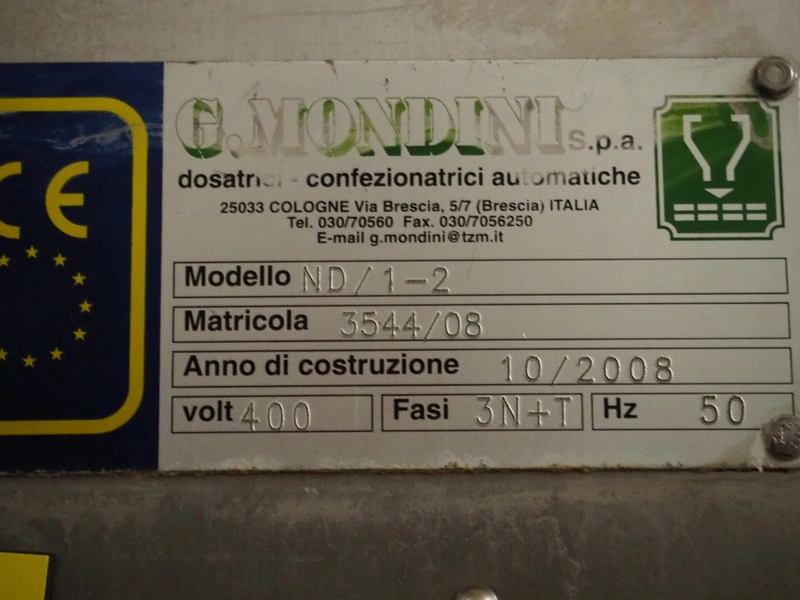 CE
G.MONDINI s.p.a.
dosatrici - confezionatrici automatiche
25033 COLOGNE Via Brescia, 5/7 (Brescia) ITALIA
Tel. 030/70560 Fax. 030/7056250
E-mail g.mondini@tzm.it
Modello ND/1-2
Matricola 3544/08
Anno di costruzione 10/2008
volt 400 Fasi 3N+T Hz 50